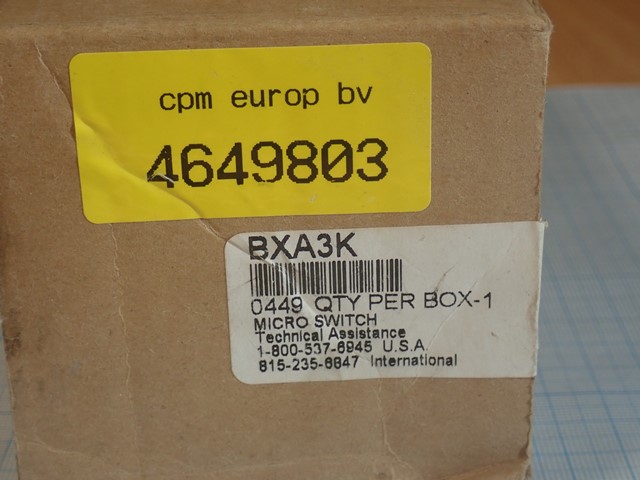 cpm europ bv
4649803
BXA3K
0449 QTY PER BOX-1
MICRO SWITCH
Technical Assistance
1-800-537-6945 U.S.A.
815-235-6847 International